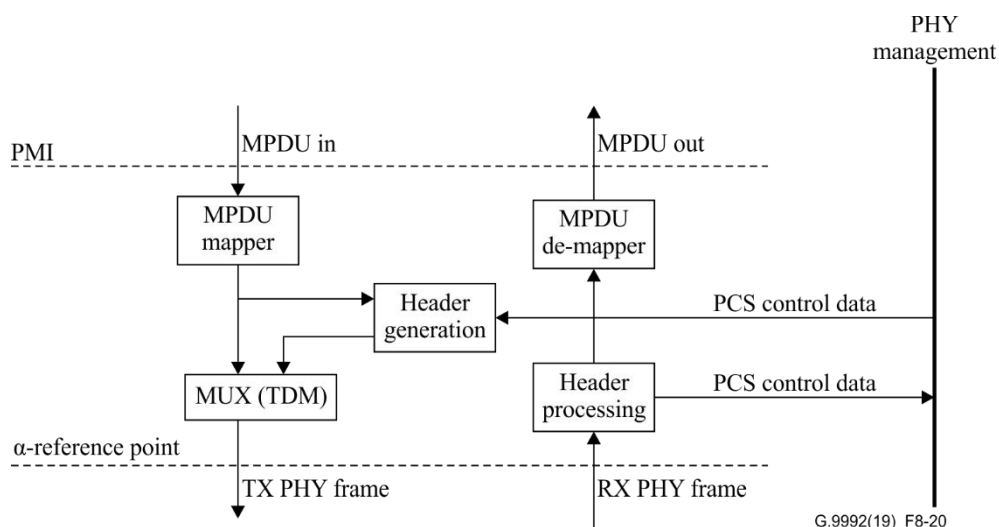 PHY
management
MPDU in
MPDU out
PMI
MPDU
mapper
MPDU
de-mapper
Header
generation
PCS control data
MUX (TDM)
Header
processing
PCS control data
α-reference point
TX PHY frame
RX PHY frame
G.9992(19)_F8-20